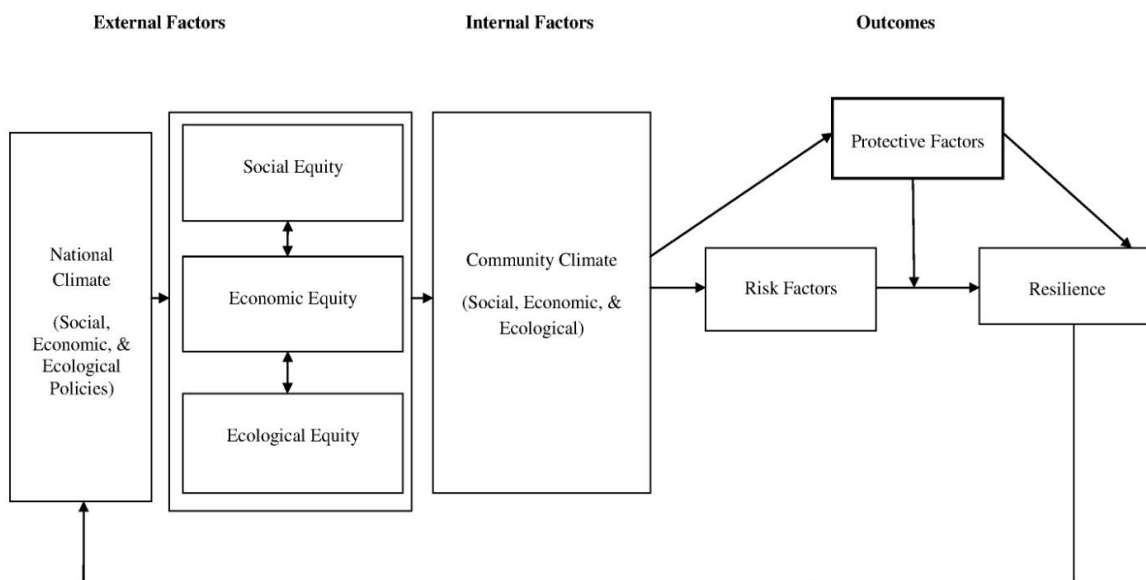 External Factors
Internal Factors
Outcomes
National
Climate
(Social,
Economic, &
Ecological
Policies)
Social Equity
Economic Equity
Ecological Equity
Community Climate
(Social, Economic, &
Ecological)
Protective Factors
Risk Factors
Resilience